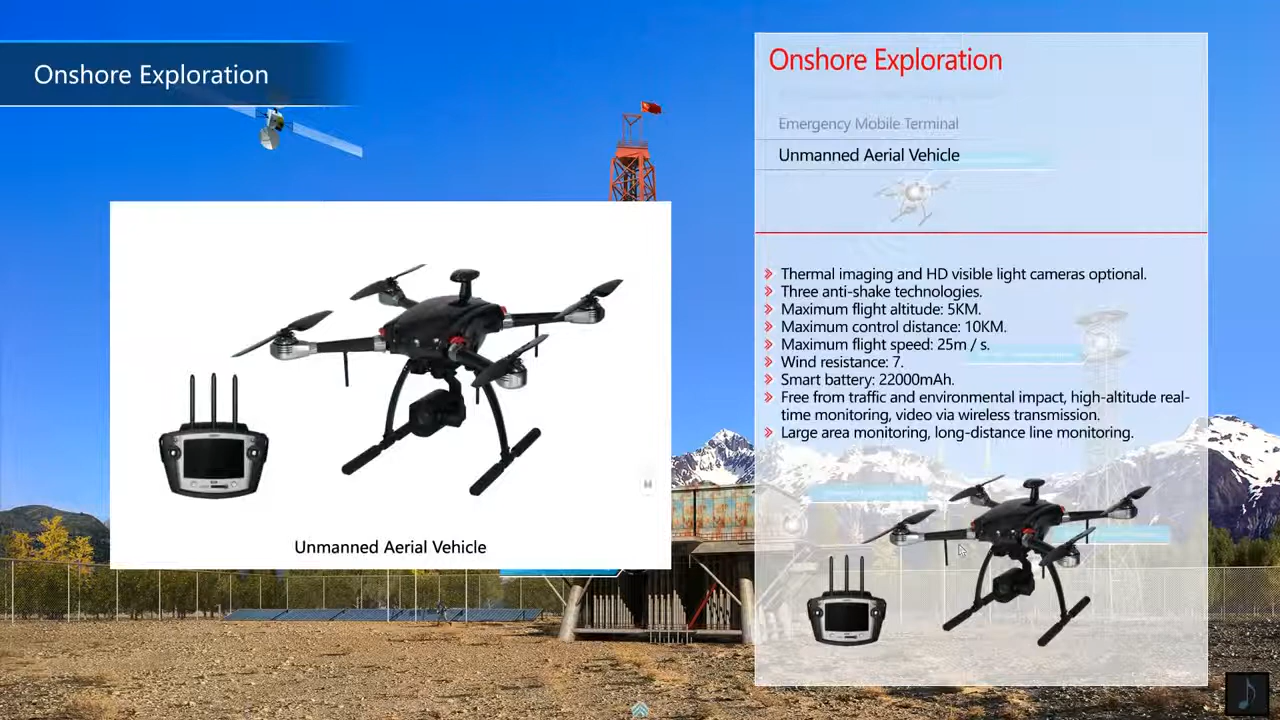 Onshore Exploration
Onshore Exploration
Emergency Mobile Terminal
Unmanned Aerial Vehicle
Thermal imaging and HD visible light cameras optional.
Three anti-shake technologies.
Maximum flight altitude: 5KM.
Maximum control distance: 10KM.
Maximum flight speed: 25m / s.
Wind resistance: 7.
Smart battery: 22000mAh.
Free from traffic and environmental impact, high-altitude real-
time monitoring, video via wireless transmission.
Large area monitoring, long-distance line monitoring.
Unmanned Aerial Vehicle